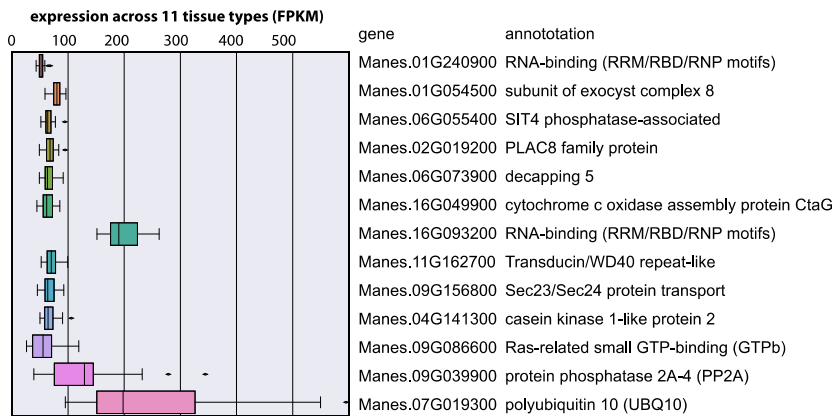 expression across 11 tissue types (FPKM)
0 100 200 300 400 500
gene annototation
Manes.01G240900 RNA-binding (RRM/RBD/RNP motifs)
Manes.01G054500 subunit of exocyst complex 8
Manes.06G055400 SIT4 phosphatase-associated
Manes.02G019200 PLAC8 family protein
Manes.06G073900 decapping 5
Manes.16G049900 cytochrome c oxidase assembly protein CtaG
Manes.16G093200 RNA-binding (RRM/RBD/RNP motifs)
Manes.11G162700 Transducin/WD40 repeat-like
Manes.09G156800 Sec23/Sec24 protein transport
Manes.04G141300 casein kinase 1-like protein 2
Manes.09G086600 Ras-related small GTP-binding (GTPb)
Manes.09G039900 protein phosphatase 2A-4 (PP2A)
Manes.07G019300 polyubiquitin 10 (UBQ10)